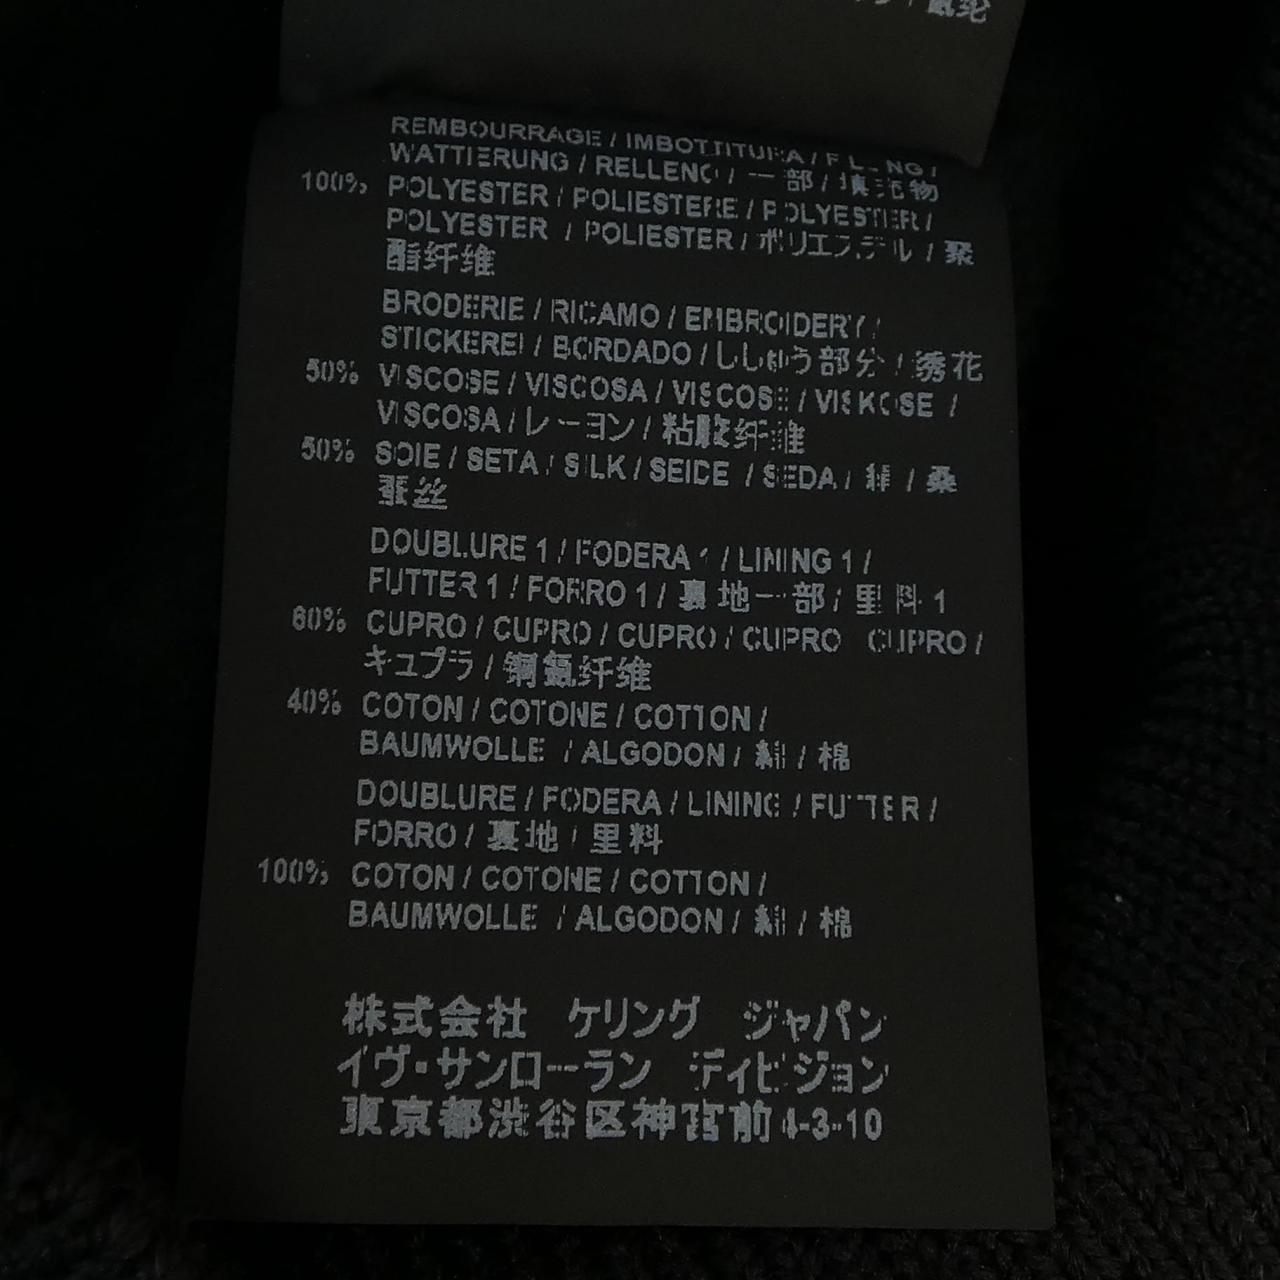 REMBOURRAGE / IMBOTTITURA / FILLING /
WATTIERUNG / RELLENO / 一部 / 填充物
100% POLYESTER / POLIESTERE / POLYESTER /
POLYESTER / POLIESTER / ポリエステル / 聚
酯纤维
BRODERIE / RICAMO / EMBROIDERY /
STICKEREI / BORDADO / ししゅう部分 / 绣花
50% VISCOSE / VISCOSA / VISCOSE / VISKOSE /
VISCOSA / レーヨン / 粘胶纤维
50% SOIE / SETA / SILK / SEIDE / SEDA / 絹 / 桑
蚕丝
DOUBLURE 1 / FODERA 1 / LINING 1 /
FUTTER 1 / FORRO 1 / 裏地一部 / 里料 1
60% CUPRO / CUPRO / CUPRO / CUPRO CUPRO /
キュプラ / 铜氨纤维
40% COTON / COTONE / COTTON /
BAUMWOLLE / ALGODON / 綿 / 棉
DOUBLURE / FODERA / LINING / FUTTER /
FORRO / 裏地 / 里料
100% COTON / COTONE / COTTON /
BAUMWOLLE / ALGODON / 綿 / 棉
株式会社 ケリング ジャパン
イヴ・サンローラン ディビジョン
東京都渋谷区神宮前4-3-10